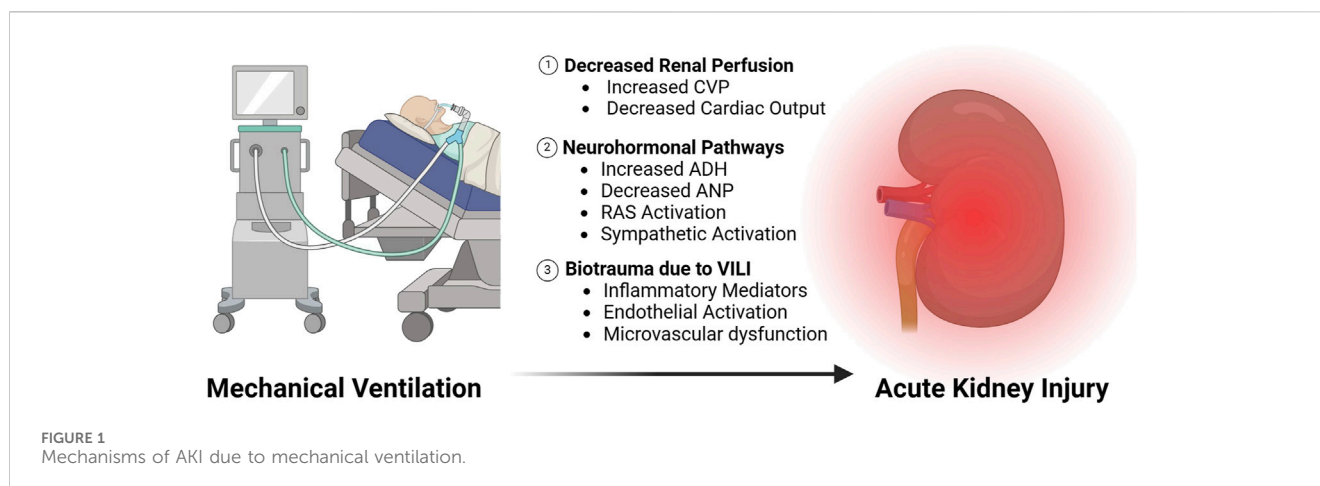 ① Decreased Renal Perfusion
• Increased CVP
• Decreased Cardiac Output
② Neurohormonal Pathways
• Increased ADH
• Decreased ANP
• RAS Activation
• Sympathetic Activation
③ Biotrauma due to VILI
• Inflammatory Mediators
• Endothelial Activation
• Microvascular dysfunction
Mechanical Ventilation
Acute Kidney Injury
FIGURE 1
Mechanisms of AKI due to mechanical ventilation.